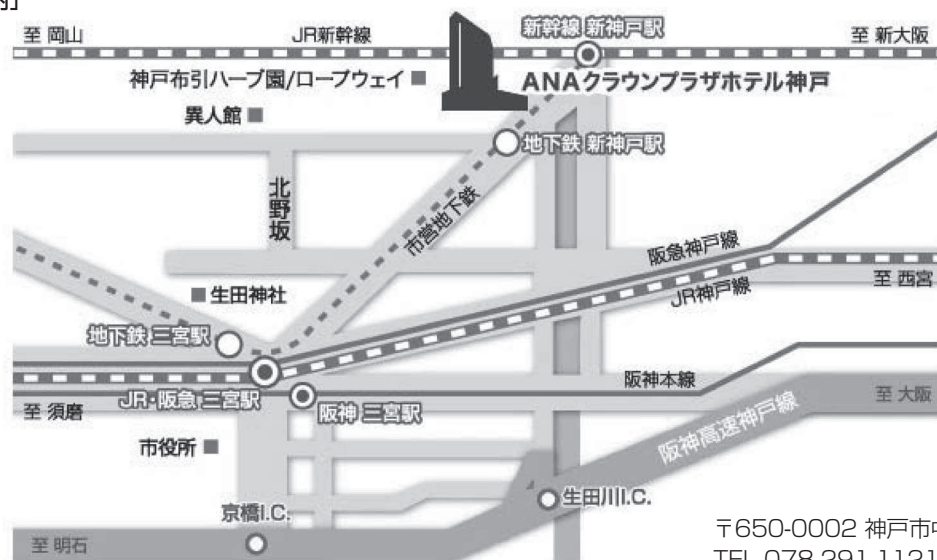 至 岡山
JR新幹線
新幹線 新神戸駅
至 新大阪
神戸布引ハーブ園/ロープウェイ
ANAクラウンプラザホテル神戸
異人館
地下鉄 新神戸駅
北野坂
市営地下鉄
阪急神戸線
JR神戸線
至 西宮
生田神社
地下鉄 三宮駅
阪神本線
JR・阪急 三宮駅
至 須磨
阪神 三宮駅
至 大阪
阪神高速神戸線
市役所
生田川I.C.
京橋I.C.
至 明石
〒650-0002 神戸市中
TEL 078 291 112